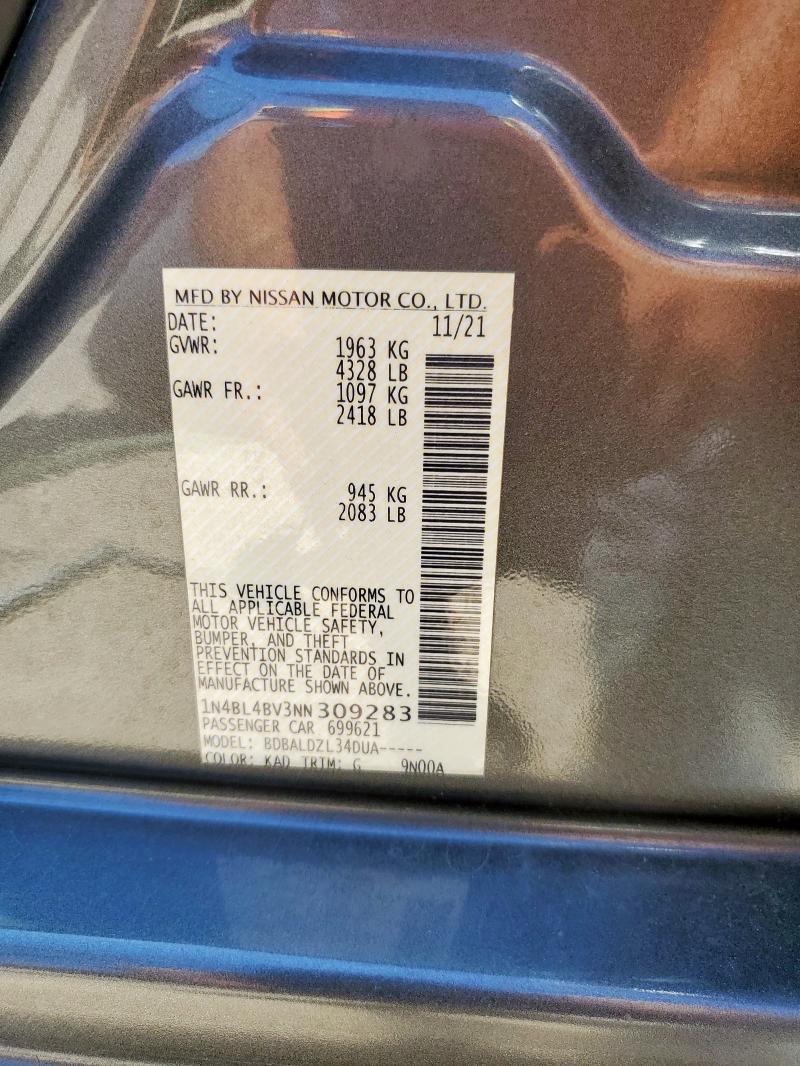 MFD BY NISSAN MOTOR CO., LTD.
DATE: 11/21
GVWR: 1963 KG
4328 LB
GAWR FR.: 1097 KG
2418 LB
GAWR RR.: 945 KG
2083 LB
THIS VEHICLE CONFORMS TO
ALL APPLICABLE FEDERAL
MOTOR VEHICLE SAFETY,
BUMPER, AND THEFT
PREVENTION STANDARDS IN
EFFECT ON THE DATE OF
MANUFACTURE SHOWN ABOVE.
1N4BL4BV3NN309283
PASSENGER CAR 699621
MODEL: BDBALDZL34DUA-----
COLOR: KAD TRIM: G 9N00A